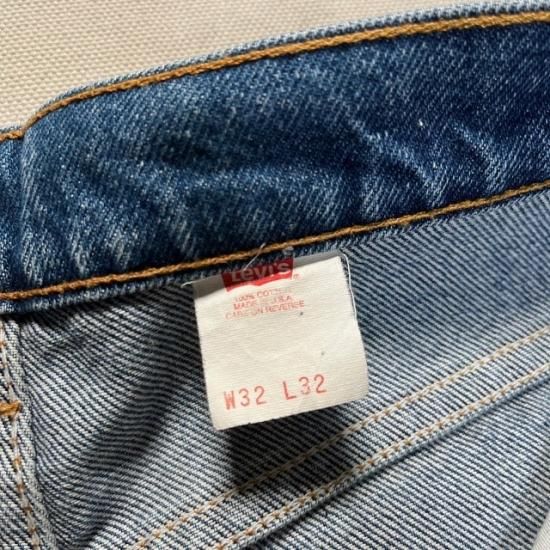 Levi's
100% COTTON
MADE IN U.S.A.
CARE ON REVERSE
W32 L32